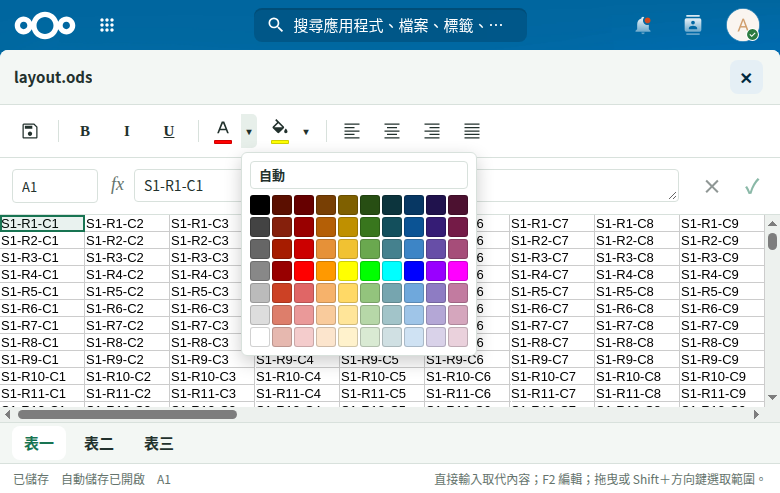 搜尋應用程式、檔案、標籤、…
A
layout.ods
B I U A
自動
A1 fx S1-R1-C1
S1-R1-C1 S1-R1-C2 S1-R1-C3 6 S1-R1-C7 S1-R1-C8 S1-R1-C9
S1-R2-C1 S1-R2-C2 S1-R2-C3 6 S1-R2-C7 S1-R2-C8 S1-R2-C9
S1-R3-C1 S1-R3-C2 S1-R3-C3 6 S1-R3-C7 S1-R3-C8 S1-R3-C9
S1-R4-C1 S1-R4-C2 S1-R4-C3 6 S1-R4-C7 S1-R4-C8 S1-R4-C9
S1-R5-C1 S1-R5-C2 S1-R5-C3 6 S1-R5-C7 S1-R5-C8 S1-R5-C9
S1-R6-C1 S1-R6-C2 S1-R6-C3 6 S1-R6-C7 S1-R6-C8 S1-R6-C9
S1-R7-C1 S1-R7-C2 S1-R7-C3 6 S1-R7-C7 S1-R7-C8 S1-R7-C9
S1-R8-C1 S1-R8-C2 S1-R8-C3 6 S1-R8-C7 S1-R8-C8 S1-R8-C9
S1-R9-C1 S1-R9-C2 S1-R9-C3 S1-R9-C4 S1-R9-C5 S1-R9-C6 S1-R9-C7 S1-R9-C8 S1-R9-C9
S1-R10-C1 S1-R10-C2 S1-R10-C3 S1-R10-C4 S1-R10-C5 S1-R10-C6 S1-R10-C7 S1-R10-C8 S1-R10-C9
S1-R11-C1 S1-R11-C2 S1-R11-C3 S1-R11-C4 S1-R11-C5 S1-R11-C6 S1-R11-C7 S1-R11-C8 S1-R11-C9
表一 表二 表三
已儲存 自動儲存已開啟 A1 直接輸入取代內容；F2 編輯；拖曳或 Shift＋方向鍵選取範圍。